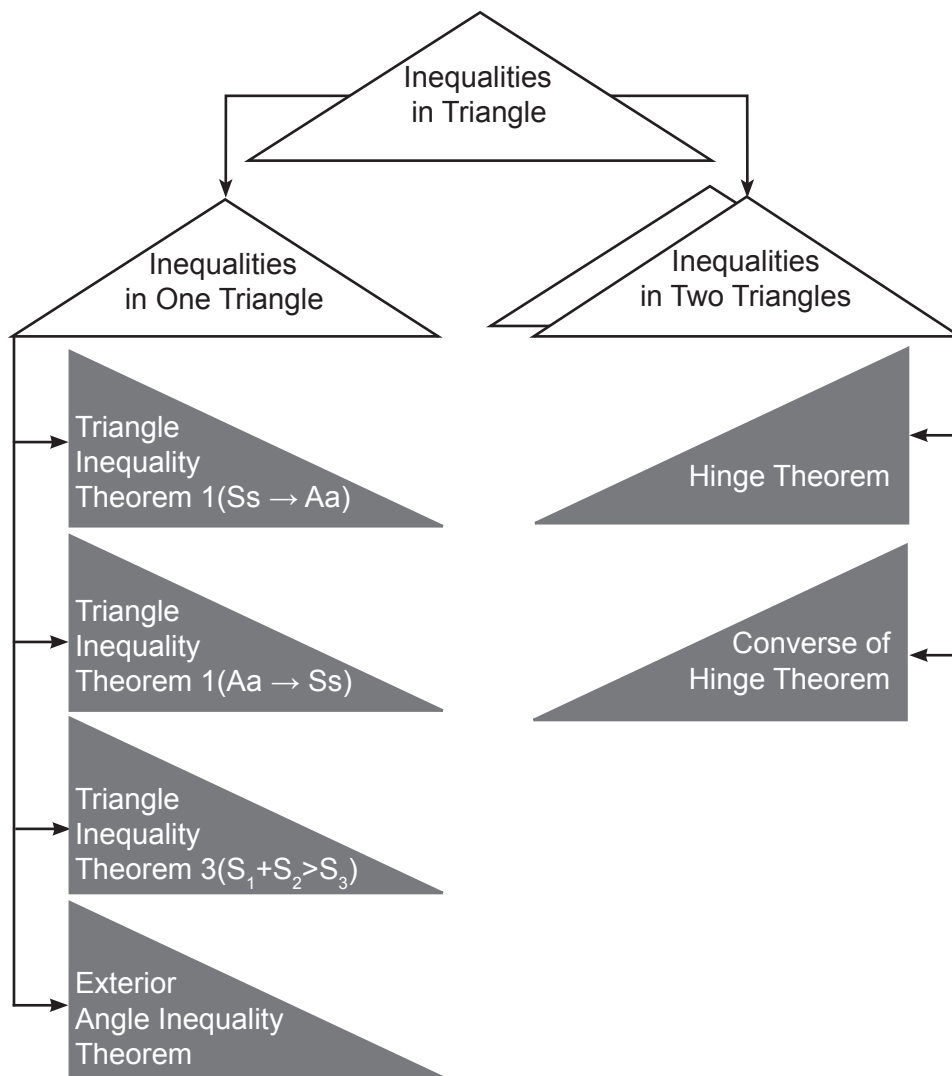 Inequalities
in Triangle
Inequalities
in One Triangle
Inequalities
in Two Triangles
Triangle
Inequality
Theorem 1(Ss → Aa)
Triangle
Inequality
Theorem 1(Aa → Ss)
Triangle
Inequality
Theorem 3(S₁+S₂>S₃)
Exterior
Angle Inequality
Theorem
Hinge Theorem
Converse of
Hinge Theorem